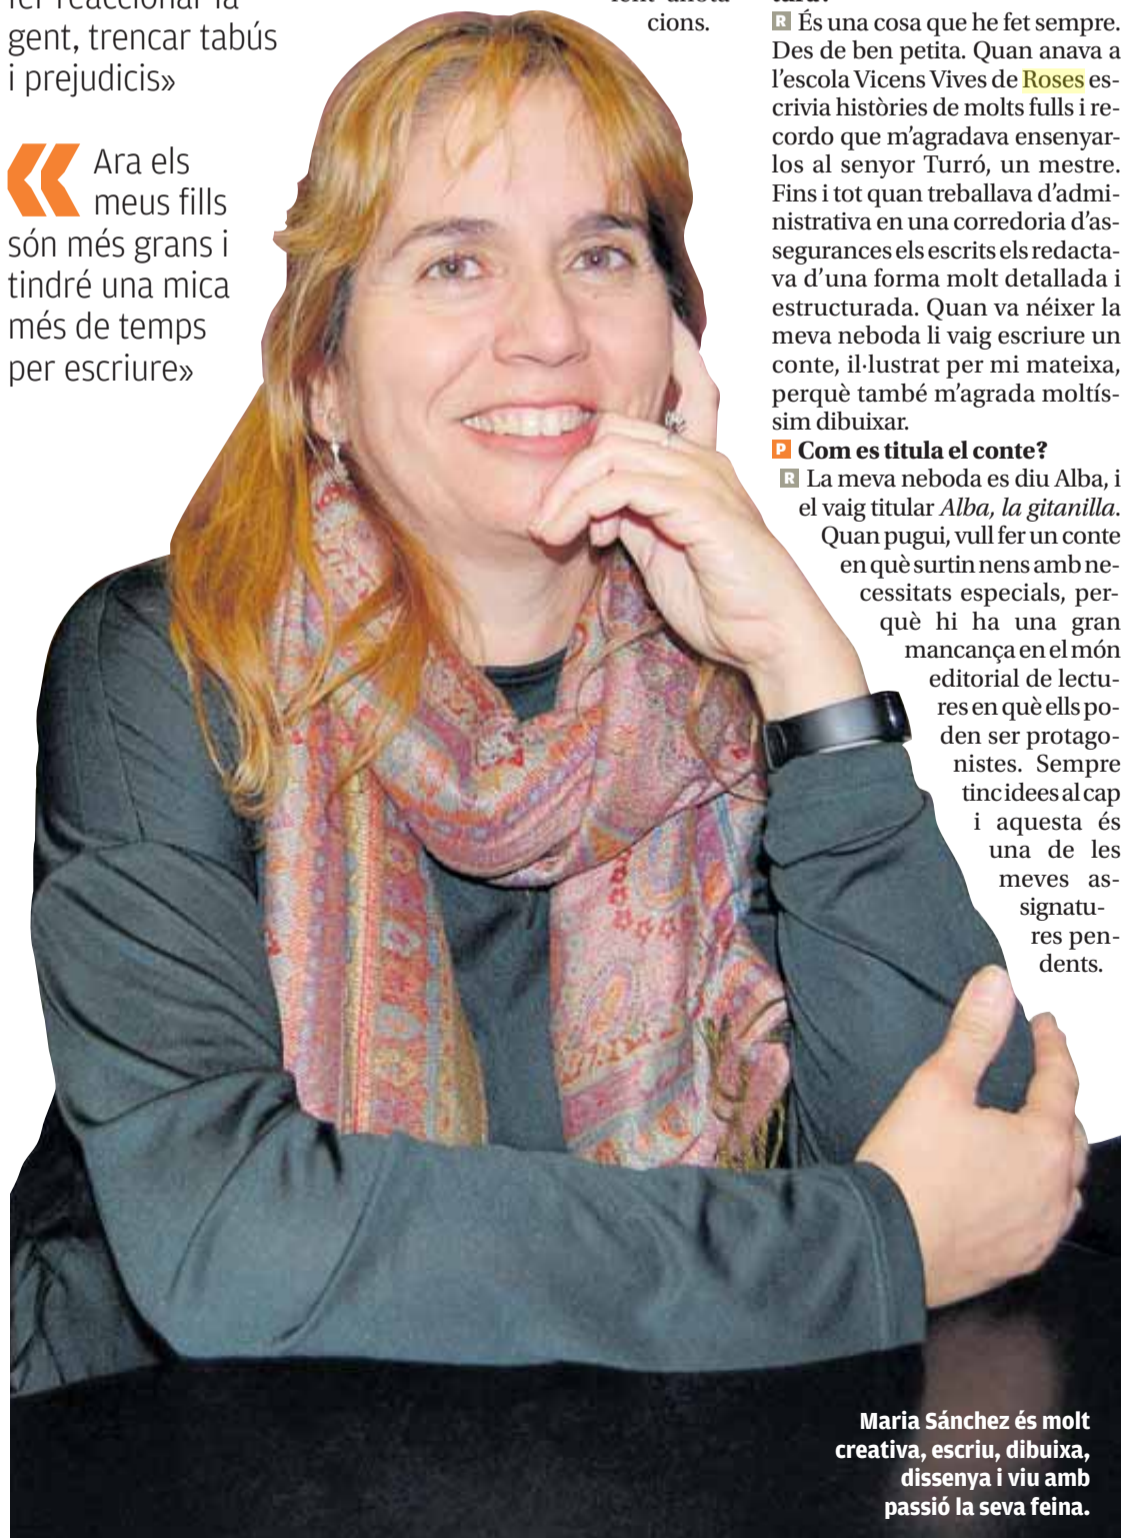 gent, trencar tabús
i prejudicis»
« Ara els
meus fills
són més grans i
tindré una mica
més de temps
per escriure»
cions.
R És una cosa que he fet sempre.
Des de ben petita. Quan anava a
l'escola Vicens Vives de Roses es-
crivia històries de molts fulls i re-
cordo que m'agradava ensenyar-
los al senyor Turró, un mestre.
Fins i tot quan treballava d'admi-
nistrativa en una corredoria d'as-
segurances els escrits els redacta-
va d'una forma molt detallada i
estructurada. Quan va néixer la
meva neboda li vaig escriure un
conte, il·lustrat per mi mateixa,
perquè també m'agrada moltís-
sim dibuixar.
P Com es titula el conte?
R La meva neboda es diu Alba, i
el vaig titular Alba, la gitanilla.
Quan pugui, vull fer un conte
en què surtin nens amb ne-
cessitats especials, per-
què hi ha una gran
mancança en el món
editorial de lectu-
res en què ells po-
den ser protago-
nistes. Sempre
tinc idees al cap
i aquesta és
una de les
meves as-
signatu-
res pen-
dents.
Maria Sánchez és molt
creativa, escriu, dibuixa,
dissenya i viu amb
passió la seva feina.